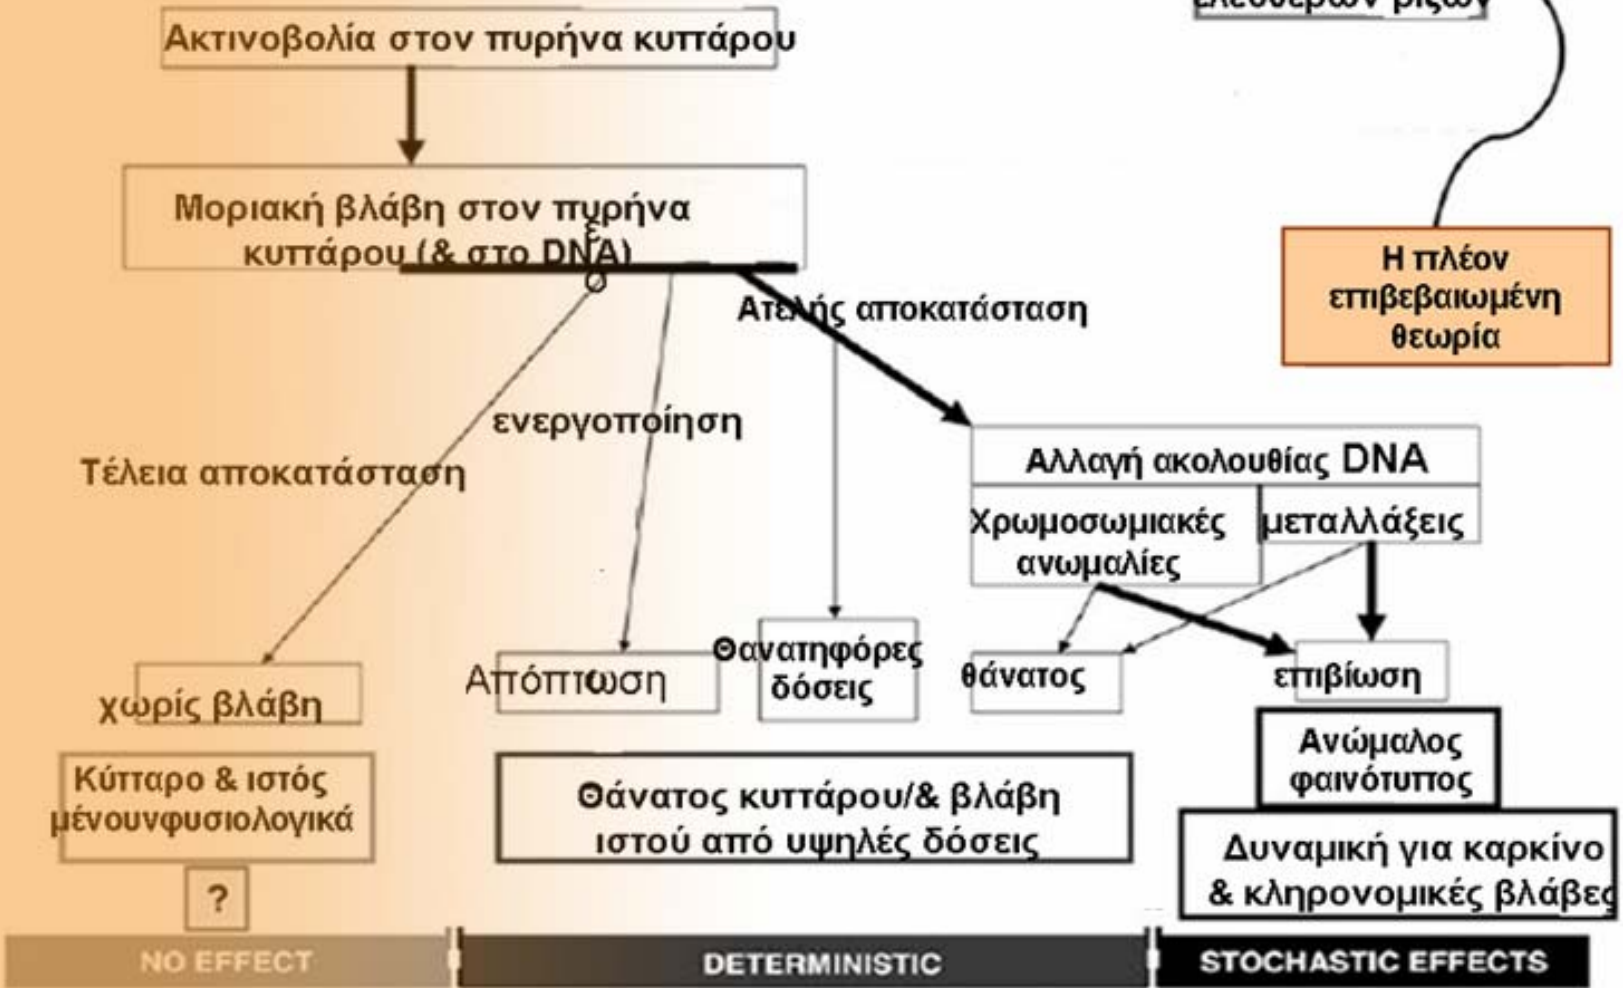 ελευθέρων ριζών
Ακτινοβολία στον πυρήνα κυττάρου
Μοριακή βλάβη στον πυρήνα
κυττάρου (& στο DNA)
ε
Η πλέον
επιβεβαιωμένη
θεωρία
Ατελής αποκατάσταση
ενεργοποίηση
Τέλεια αποκατάσταση
Αλλαγή ακολουθίας DNA
Χρωμοσωμιακές
ανωμαλίες
μεταλλάξεις
χωρίς βλάβη
Απόπτωση
Θανατηφόρες
δόσεις
θάνατος
επιβίωση
Κύτταρο & ιστός
μένουνφυσιολογικά
?
Θάνατος κυττάρου/& βλάβη
ιστού από υψηλές δόσεις
Ανώμαλος
φαινότυπος
Δυναμική για καρκίνο
& κληρονομικές βλάβες
NO EFFECT
DETERMINISTIC
STOCHASTIC EFFECTS